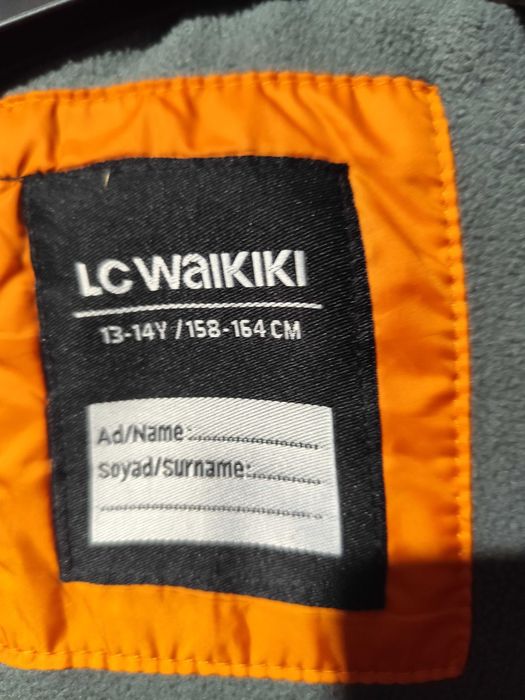 LC WAIKIKI
13-14Y / 158-164 CM
Ad/Name:....................
Soyad/Surname:............
......................................